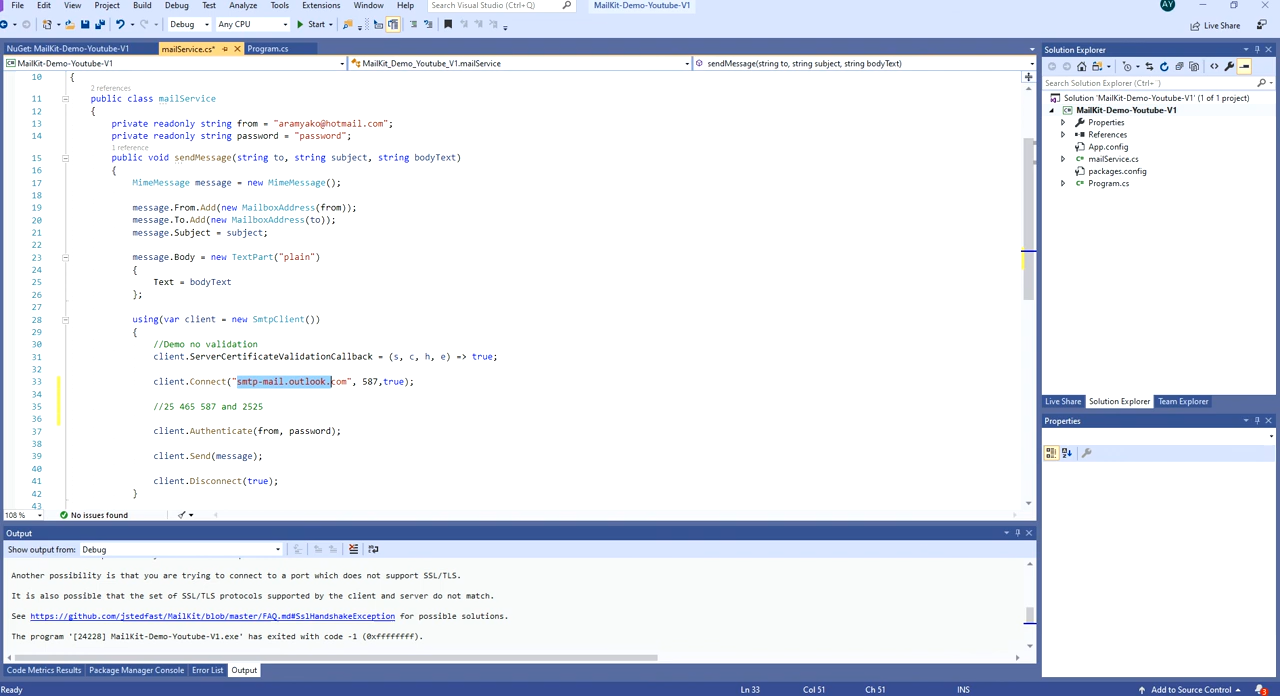 File Edit View Project Build Debug Test Analyze Tools Extensions Window Help Search Visual Studio (Ctrl+Q) MailKit-Demo-Youtube-V1 AY
Debug Any CPU Start Live Share
NuGet: MailKit-Demo-Youtube-V1 mailService.cs* Program.cs
MailKit-Demo-Youtube-V1 MailKit_Demo_Youtube_V1.mailService sendMessage(string to, string subject, string bodyText)
10 {
2 references
11 public class mailService
12 {
13 private readonly string from = "aramyako@hotmail.com";
14 private readonly string password = "password";
1 reference
15 public void sendMessage(string to, string subject, string bodyText)
16 {
17 MimeMessage message = new MimeMessage();
18
19 message.From.Add(new MailboxAddress(from));
20 message.To.Add(new MailboxAddress(to));
21 message.Subject = subject;
22
23 message.Body = new TextPart("plain")
24 {
25 Text = bodyText
26 };
27
28 using(var client = new SmtpClient())
29 {
30 //Demo no validation
31 client.ServerCertificateValidationCallback = (s, c, h, e) => true;
32
33 client.Connect("smtp-mail.outlook.com", 587,true);
34
35 //25 465 587 and 2525
36
37 client.Authenticate(from, password);
38
39 client.Send(message);
40
41 client.Disconnect(true);
42 }
43
108 % No issues found
Output
Show output from: Debug
Another possibility is that you are trying to connect to a port which does not support SSL/TLS.
It is also possible that the set of SSL/TLS protocols supported by the client and server do not match.
See https://github.com/jstedfast/MailKit/blob/master/FAQ.md#SslHandshakeException for possible solutions.
The program '[24228] MailKit-Demo-Youtube-V1.exe' has exited with code -1 (0xffffffff).
Code Metrics Results Package Manager Console Error List Output
Solution Explorer
Search Solution Explorer (Ctrl+;)
Solution 'MailKit-Demo-Youtube-V1' (1 of 1 project)
MailKit-Demo-Youtube-V1
Properties
References
App.config
mailService.cs
packages.config
Program.cs
Live Share Solution Explorer Team Explorer
Properties
Ready Ln 33 Col 51 Ch 51 INS Add to Source Control 3